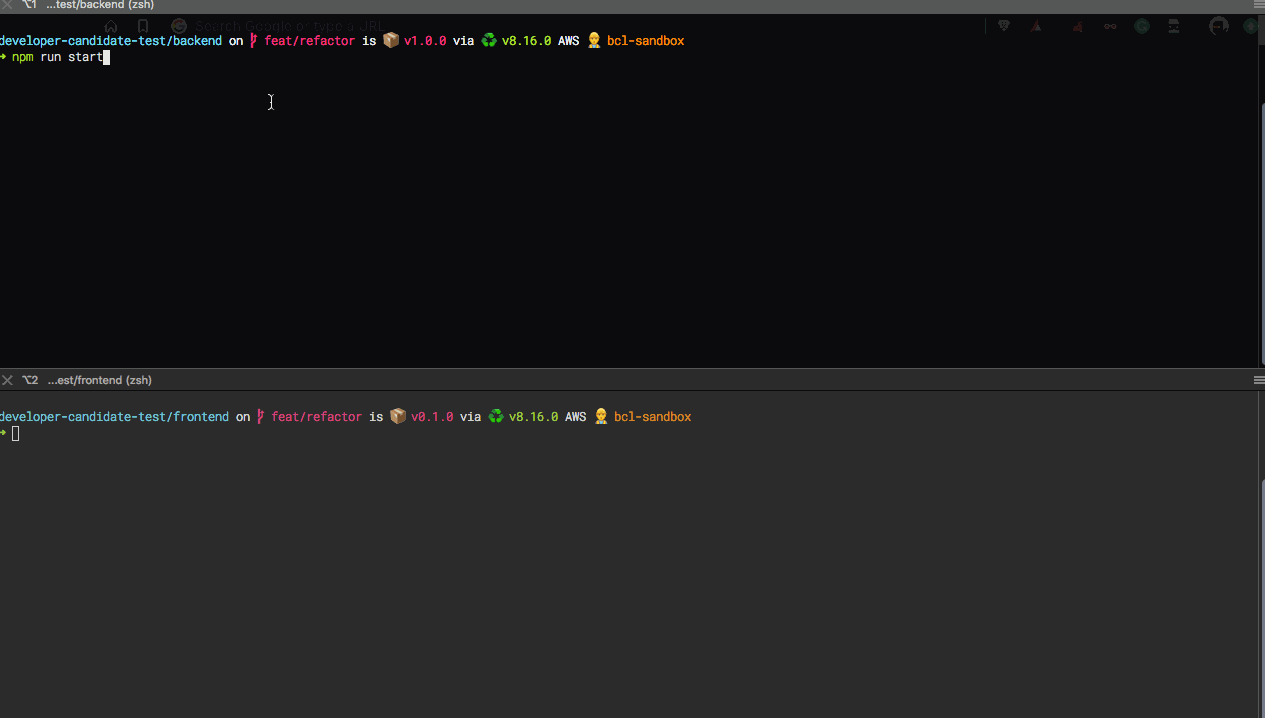 ⌥1 ...test/backend (zsh)
Search Google or type a URL
developer-candidate-test/backend on feat/refactor is 📦 v1.0.0 via ♻ v8.16.0 AWS 👷 bcl-sandbox
➜ npm run start
⌥2 ...est/frontend (zsh)
developer-candidate-test/frontend on feat/refactor is 📦 v0.1.0 via ♻ v8.16.0 AWS 👷 bcl-sandbox
➜